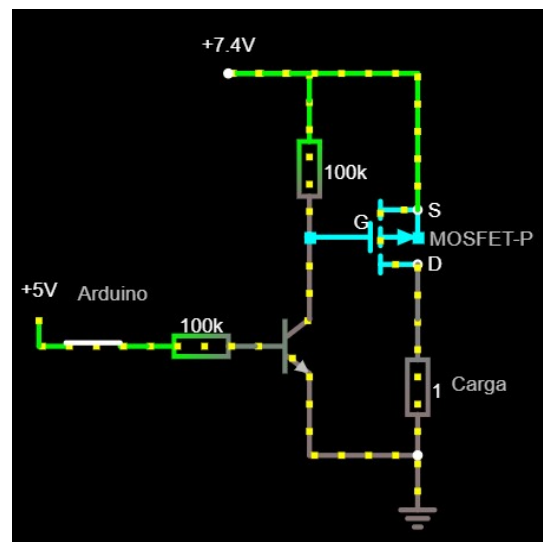 +7.4V
100k
G
S
MOSFET-P
D
+5V
Arduino
100k
1
Carga